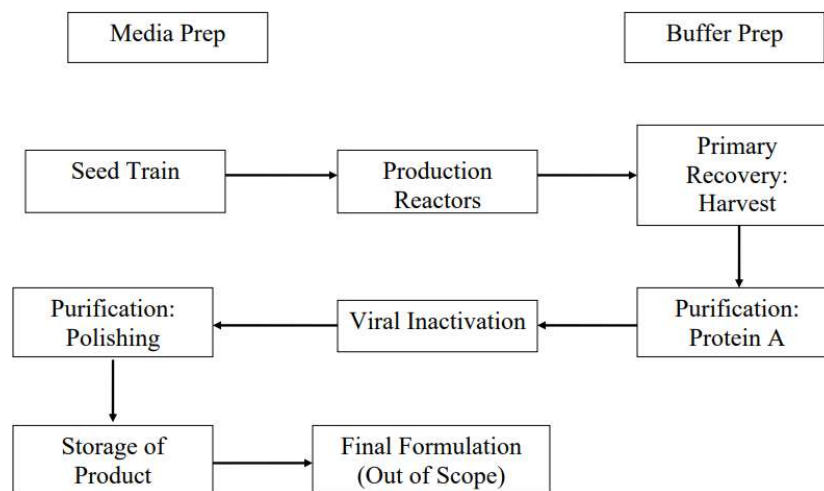 Media Prep
Buffer Prep
Seed Train
Production
Reactors
Primary
Recovery:
Harvest
Purification:
Polishing
Viral Inactivation
Purification:
Protein A
Storage of
Product
Final Formulation
(Out of Scope)